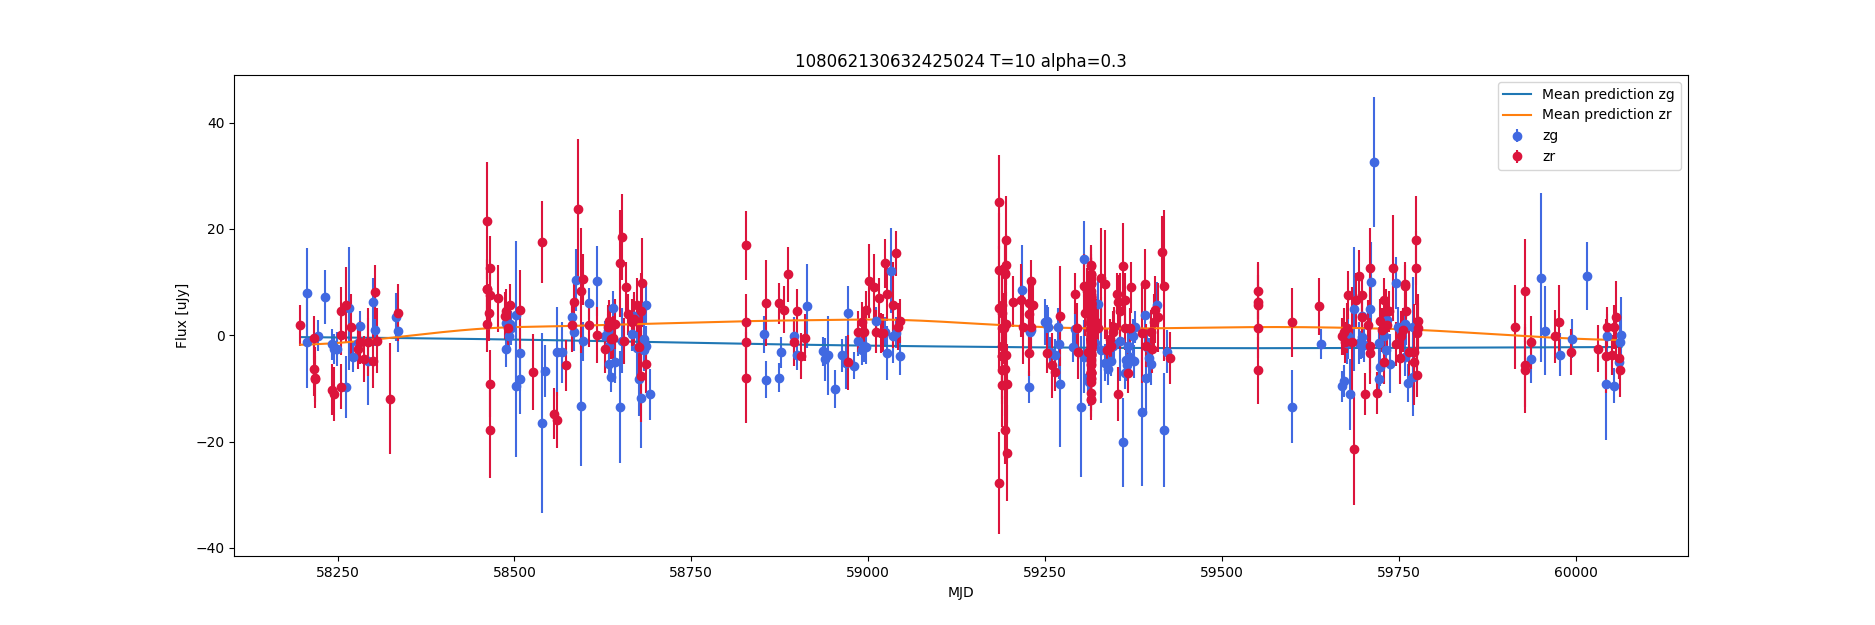 108062130632425024 T=10 alpha=0.3
Mean prediction zg
Mean prediction zr
zg
zr
Flux [uJy]
40
20
0
−20
−40
58250 58500 58750 59000 59250 59500 59750 60000
MJD